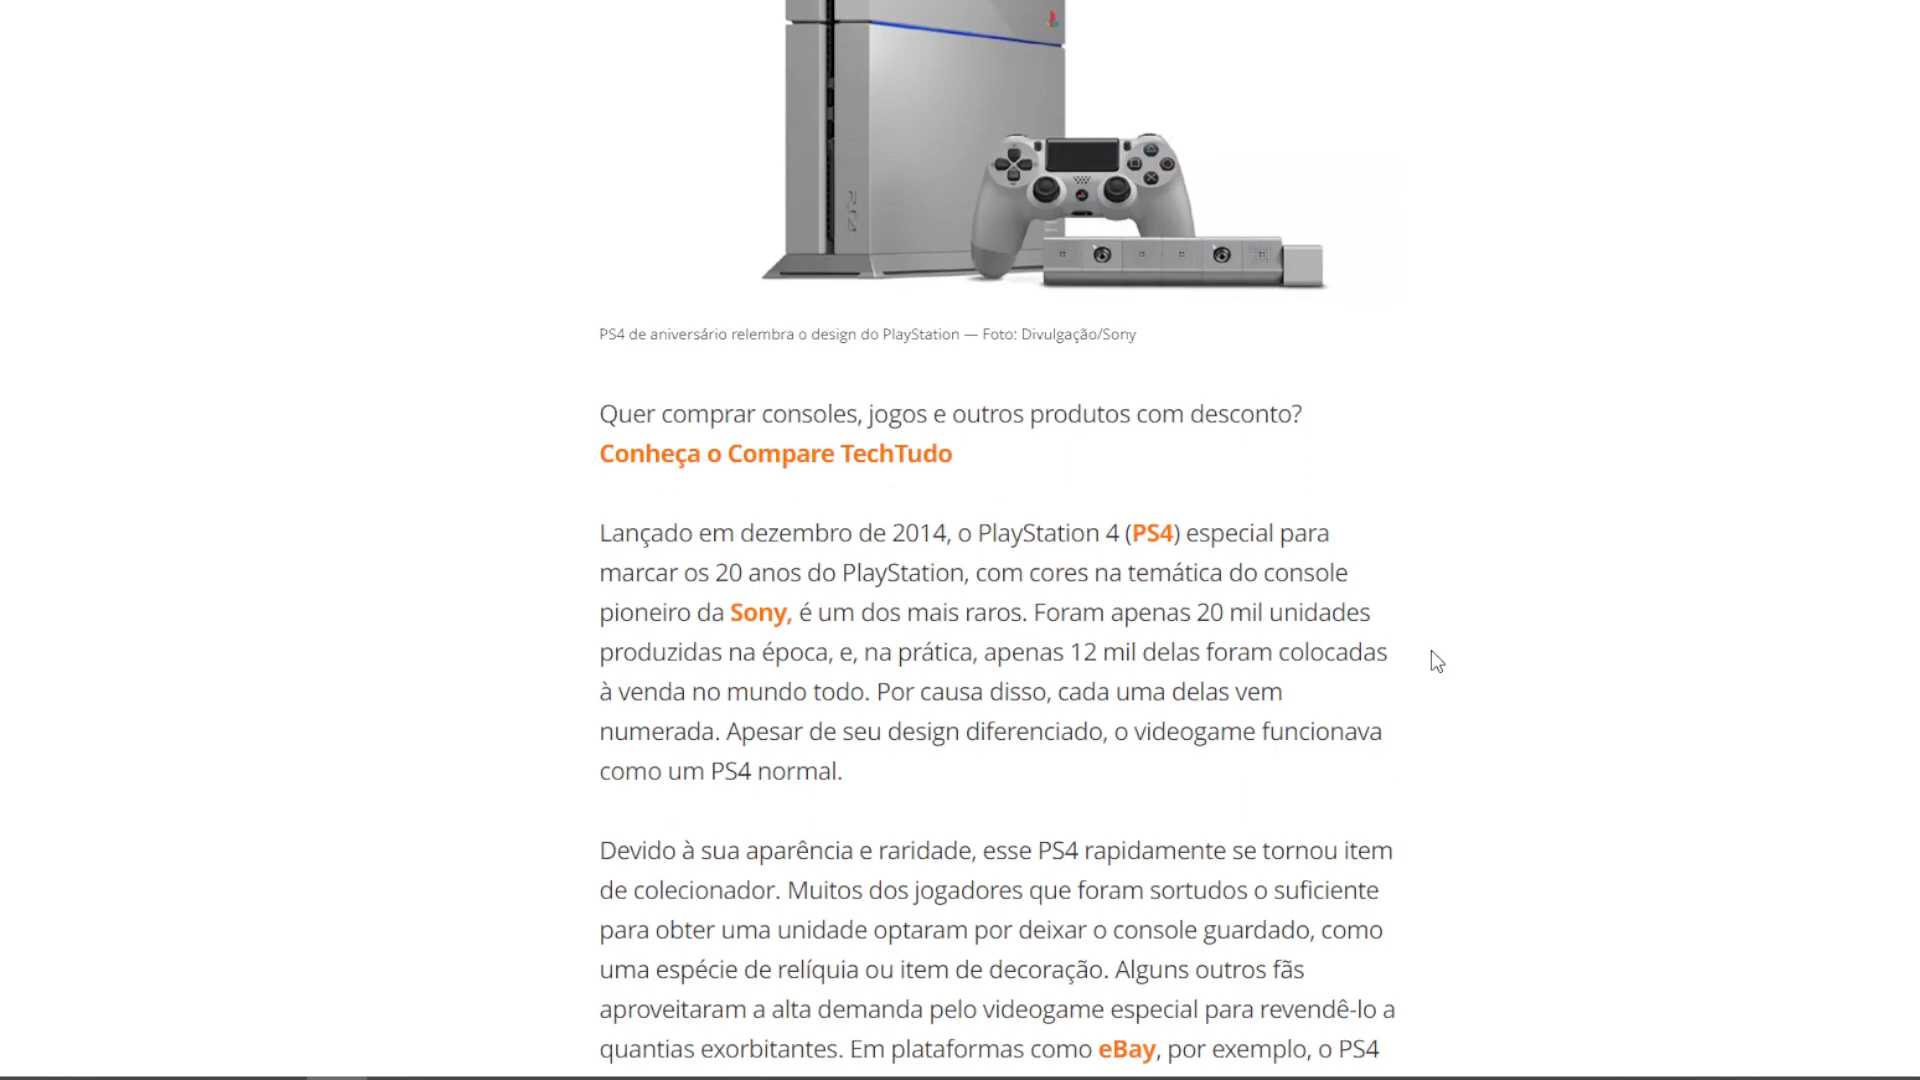 PS4
PS4 de aniversário relembra o design do PlayStation — Foto: Divulgação/Sony
Quer comprar consoles, jogos e outros produtos com desconto?
Conheça o Compare TechTudo
Lançado em dezembro de 2014, o PlayStation 4 (PS4) especial para
marcar os 20 anos do PlayStation, com cores na temática do console
pioneiro da Sony, é um dos mais raros. Foram apenas 20 mil unidades
produzidas na época, e, na prática, apenas 12 mil delas foram colocadas
à venda no mundo todo. Por causa disso, cada uma delas vem
numerada. Apesar de seu design diferenciado, o videogame funcionava
como um PS4 normal.
Devido à sua aparência e raridade, esse PS4 rapidamente se tornou item
de colecionador. Muitos dos jogadores que foram sortudos o suficiente
para obter uma unidade optaram por deixar o console guardado, como
uma espécie de relíquia ou item de decoração. Alguns outros fãs
aproveitaram a alta demanda pelo videogame especial para revendê-lo a
quantias exorbitantes. Em plataformas como eBay, por exemplo, o PS4